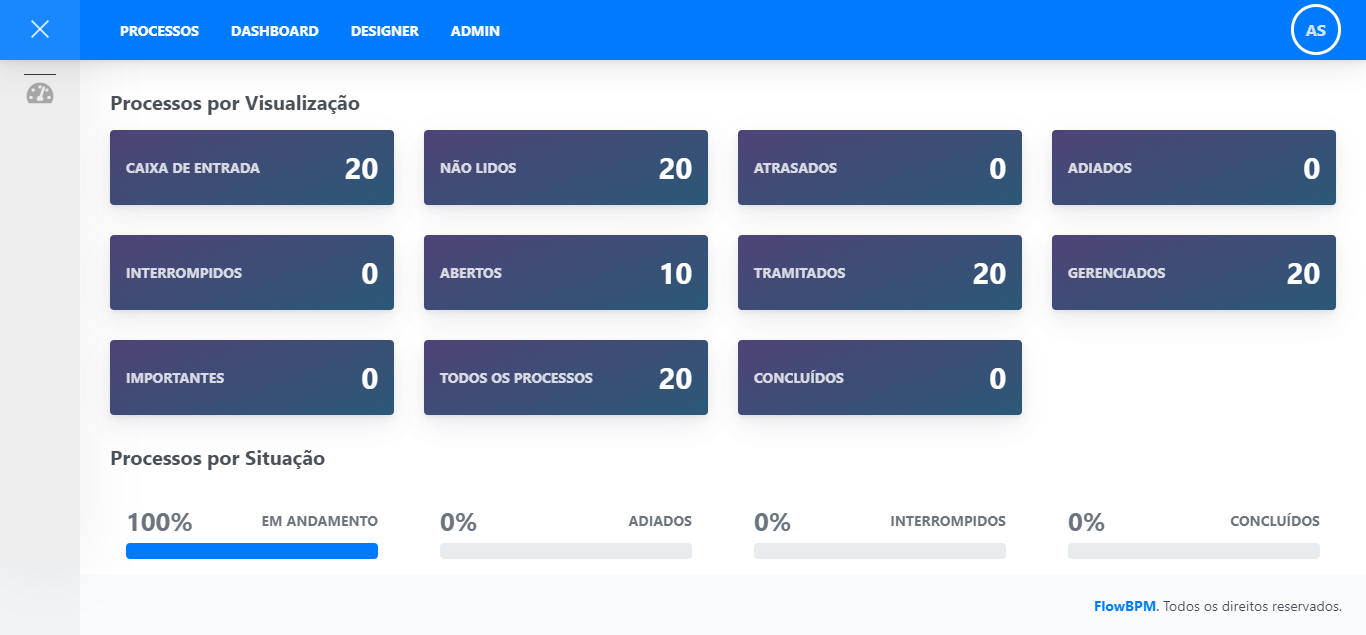 PROCESSOS DASHBOARD DESIGNER ADMIN AS
Processos por Visualização
CAIXA DE ENTRADA 20 NÃO LIDOS 20 ATRASADOS 0 ADIADOS 0
INTERROMPIDOS 0 ABERTOS 10 TRAMITADOS 20 GERENCIADOS 20
IMPORTANTES 0 TODOS OS PROCESSOS 20 CONCLUÍDOS 0
Processos por Situação
100% EM ANDAMENTO 0% ADIADOS 0% INTERROMPIDOS 0% CONCLUÍDOS
FlowBPM. Todos os direitos reservados.